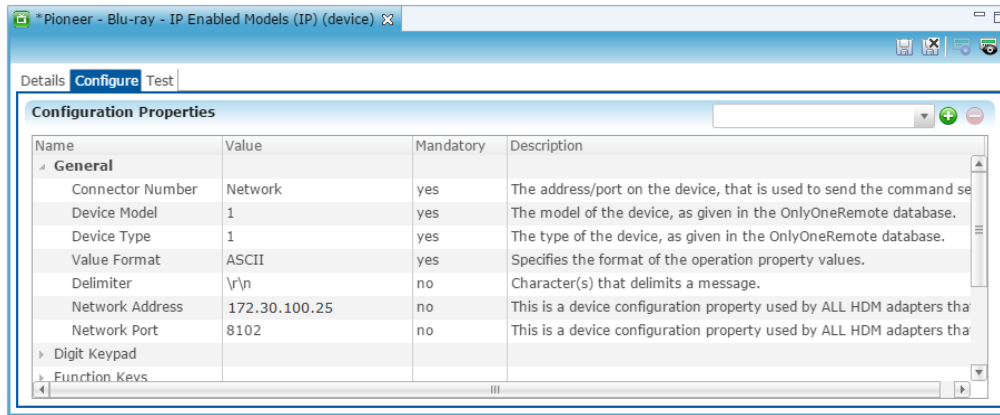 *Pioneer - Blu-ray - IP Enabled Models (IP) (device)
Details Configure Test
Configuration Properties
Name Value Mandatory Description
General
Connector Number Network yes The address/port on the device, that is used to send the command se
Device Model 1 yes The model of the device, as given in the OnlyOneRemote database.
Device Type 1 yes The type of the device, as given in the OnlyOneRemote database.
Value Format ASCII yes Specifies the format of the operation property values.
Delimiter \r\n no Character(s) that delimits a message.
Network Address 172.30.100.25 no This is a device configuration property used by ALL HDM adapters tha
Network Port 8102 no This is a device configuration property used by ALL HDM adapters tha
Digit Keypad
Function Keys